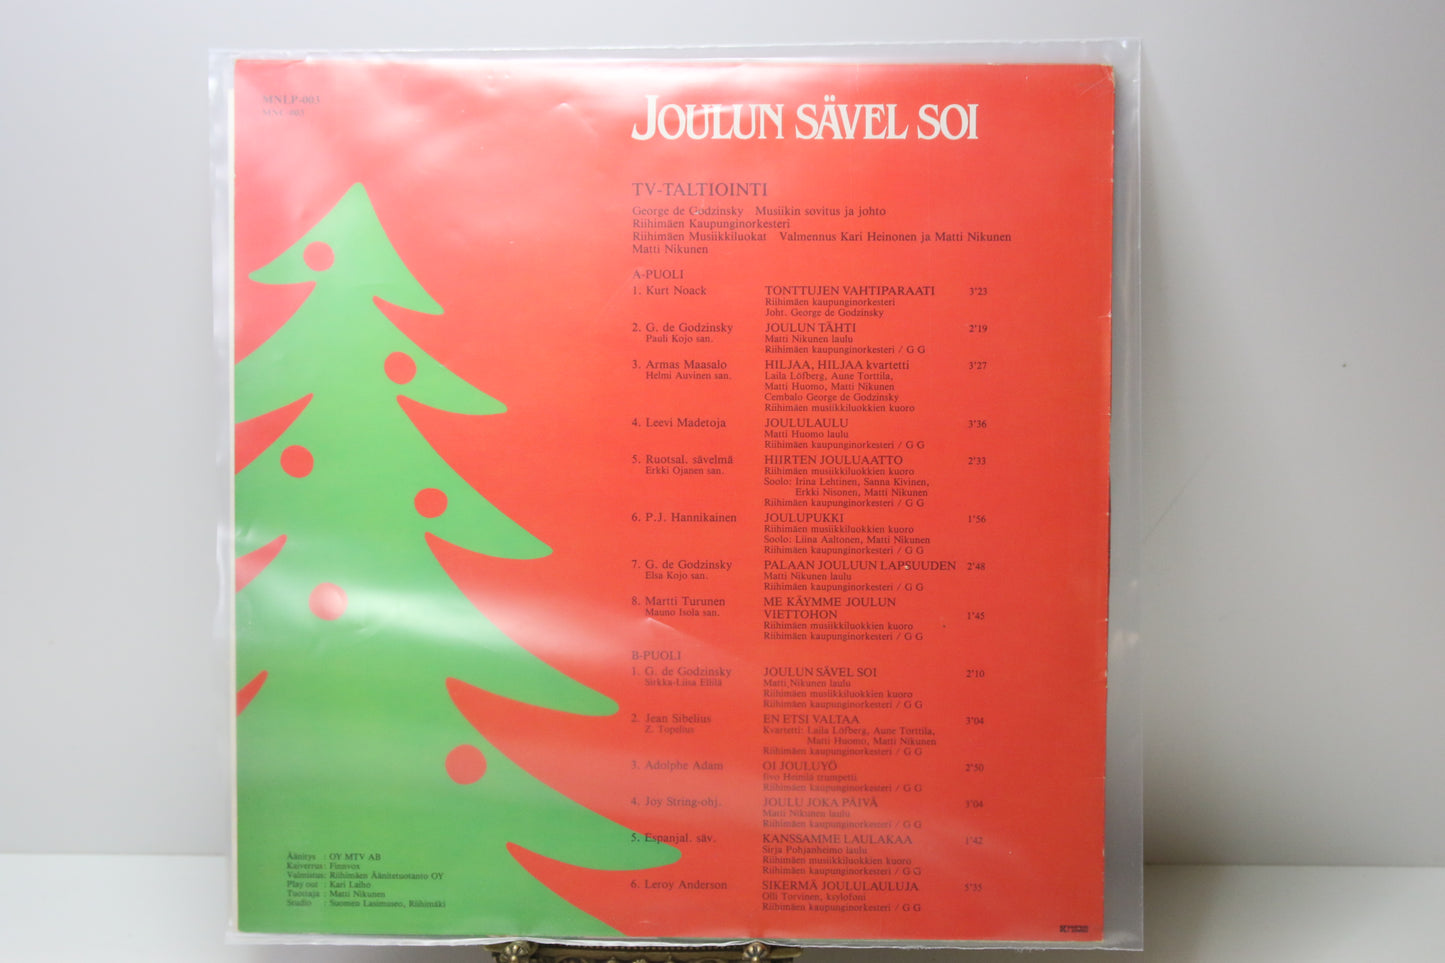 MNLP-003
MNC-003
JOULUN SÄVEL SOI
TV-TALTIOINTI
George de Godzinsky Musiikin sovitus ja johto
Riihimäen Kaupunginorkesteri
Riihimäen Musiikkiluokat Valmennus Kari Heinonen ja Matti Nikunen
Matti Nikunen
A-PUOLI
1. Kurt Noack TONTTUJEN VAHTIPARAATI 3'23
Riihimäen kaupunginorkesteri
Joht. George de Godzinsky
2. G. de Godzinsky JOULUN TÄHTI 2'19
Pauli Kojo san. Matti Nikunen laulu
Riihimäen kaupunginorkesteri / G G
3. Armas Maasalo HILJAA, HILJAA kvartetti 3'27
Helmi Auvinen san. Laila Löfberg, Aune Torttila,
Matti Huomo, Matti Nikunen
Cembalo George de Godzinsky
Riihimäen musiikkiluokkien kuoro
4. Leevi Madetoja JOULULAULU 3'36
Matti Huomo laulu
Riihimäen kaupunginorkesteri / G G
5. Ruotsal. sävelmä HIIRTEN JOULUAATTO 2'33
Erkki Ojanen san. Riihimäen musiikkiluokkien kuoro
Soolo: Irina Lehtinen, Sanna Kivinen,
Erkki Nisonen, Matti Nikunen
Riihimäen kaupunginorkesteri / G G
6. P.J. Hannikainen JOULUPUKKI 1'56
Riihimäen musiikkiluokkien kuoro
Soolo: Liina Aaltonen, Matti Nikunen
Riihimäen kaupunginorkesteri / G G
7. G. de Godzinsky PALAAN JOULUUN LAPSUUDEN 2'48
Elsa Kojo san. Matti Nikunen laulu
Riihimäen kaupunginorkesteri / G G
8. Martti Turunen ME KÄYMME JOULUN
Mauno Isola san. VIETTOHON 1'45
Riihimäen musiikkiluokkien kuoro
Riihimäen kaupunginorkesteri / G G
B-PUOLI
1. G. de Godzinsky JOULUN SÄVEL SOI 2'10
Sirkka-Liisa Ellilä Matti Nikunen laulu
Riihimäen musiikkiluokkien kuoro
Riihimäen kaupunginorkesteri / G G
2. Jean Sibelius EN ETSI VALTAA 3'04
Z. Topelius Kvartetti: Laila Löfberg, Aune Torttila,
Matti Huomo, Matti Nikunen
Riihimäen kaupunginorkesteri / G G
3. Adolphe Adam OI JOULUYÖ 2'50
Iivo Heinilä trumpetti
Riihimäen kaupunginorkesteri / G G
4. Joy String-ohj. JOULU JOKA PÄIVÄ 3'04
Matti Nikunen laulu
Riihimäen kaupunginorkesteri / G G
5. Espanjal. säv. KANSSAMME LAULAKAA 1'42
Sirja Pohjanheimo laulu
Riihimäen musiikkiluokkien kuoro
Riihimäen kaupunginorkesteri / G G
6. Leroy Anderson SIKERMÄ JOULULAULUJA 5'35
Olli Torvinen, ksylofoni
Riihimäen kaupunginorkesteri / G G
Äänitys : OY MTV AB
Kaiverrus : Finnvox
Valmistus : Riihimäen Äänitetuotanto OY
Play out : Kari Laiho
Tuottaja : Matti Nikunen
Studio : Suomen Lasimuseo, Riihimäki